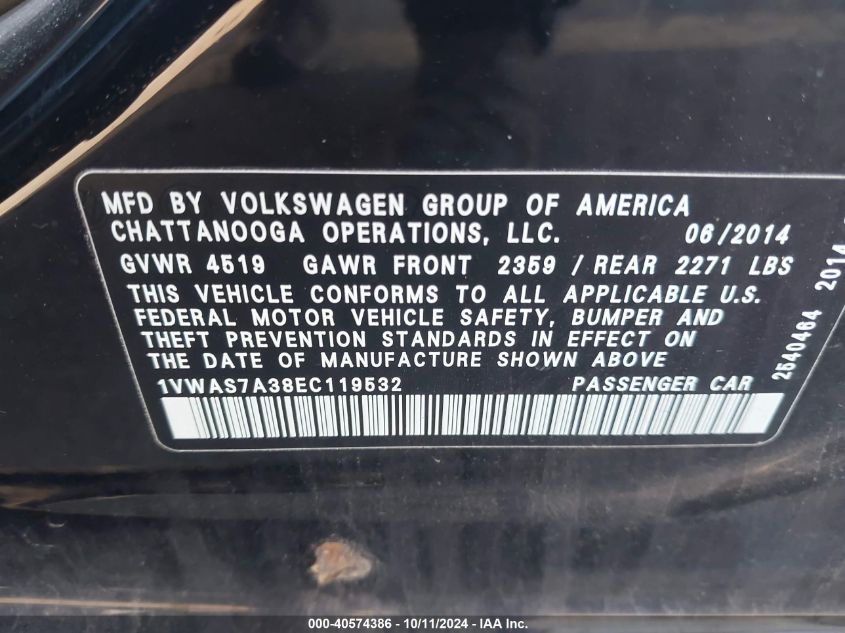 MFD BY VOLKSWAGEN GROUP OF AMERICA
CHATTANOOGA OPERATIONS, LLC. 06/2014
GVWR 4519 GAWR FRONT 2359 / REAR 2271 LBS
THIS VEHICLE CONFORMS TO ALL APPLICABLE U.S.
FEDERAL MOTOR VEHICLE SAFETY, BUMPER AND
THEFT PREVENTION STANDARDS IN EFFECT ON
THE DATE OF MANUFACTURE SHOWN ABOVE
1VWAS7A38EC119532 PASSENGER CAR
2540464 2014
000-40574386 - 10/11/2024 - IAA Inc.